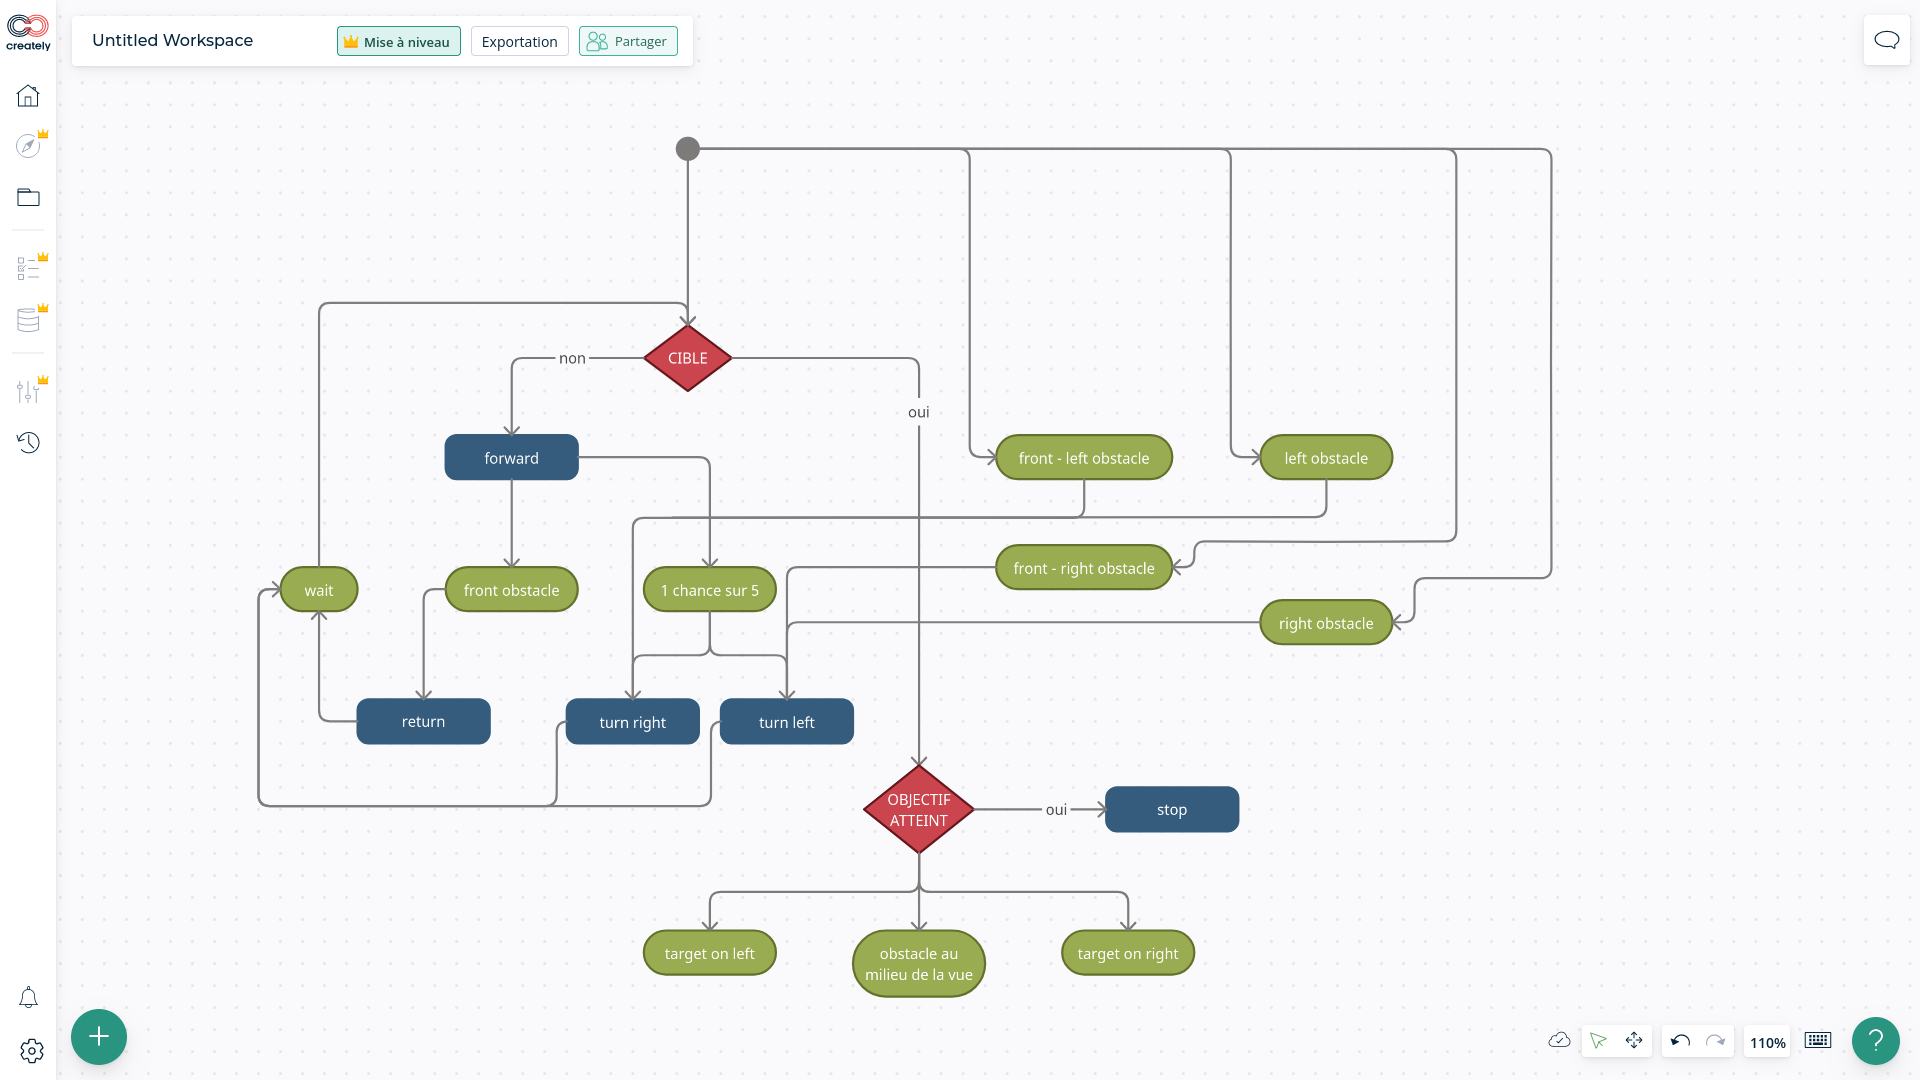 creately
Untitled Workspace
Mise à niveau
Exportation
Partager
CIBLE
non
oui
forward
front - left obstacle
left obstacle
front - right obstacle
wait
front obstacle
1 chance sur 5
right obstacle
return
turn right
turn left
OBJECTIF
ATTEINT
oui
stop
target on left
obstacle au
milieu de la vue
target on right
+
110%
?